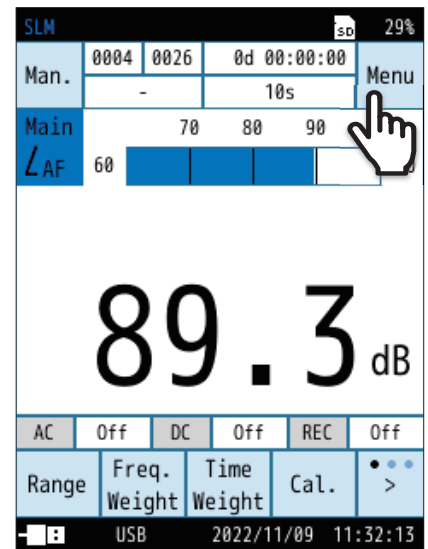 SLM SD 29%
Man. 0004 0026 0d 00:00:00 Menu
- 10s
Main 70 80 90
LAF 60 0
89.3 dB
AC Off DC Off REC Off
Range Freq. Weight Time Weight Cal. >
USB 2022/11/09 11:32:13